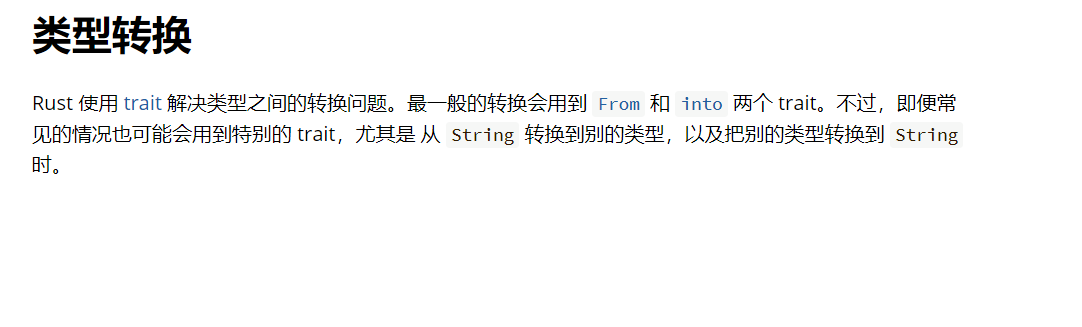 类型转换
Rust 使用 trait 解决类型之间的转换问题。最一般的转换会用到 From 和 into 两个 trait。不过，即便常
见的情况也可能会用到特别的 trait，尤其是 从 String 转换到别的类型，以及把别的类型转换到 String
时。